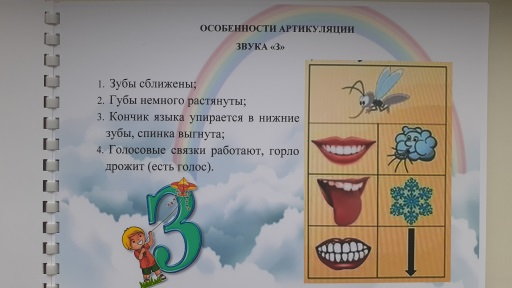 ОСОБЕННОСТИ АРТИКУЛЯЦИИ
ЗВУКА «З»
1. Зубы сближены;
2. Губы немного растянуты;
3. Кончик языка упирается в нижние
зубы, спинка выгнута;
4. Голосовые связки работают, горло
дрожит (есть голос).
З